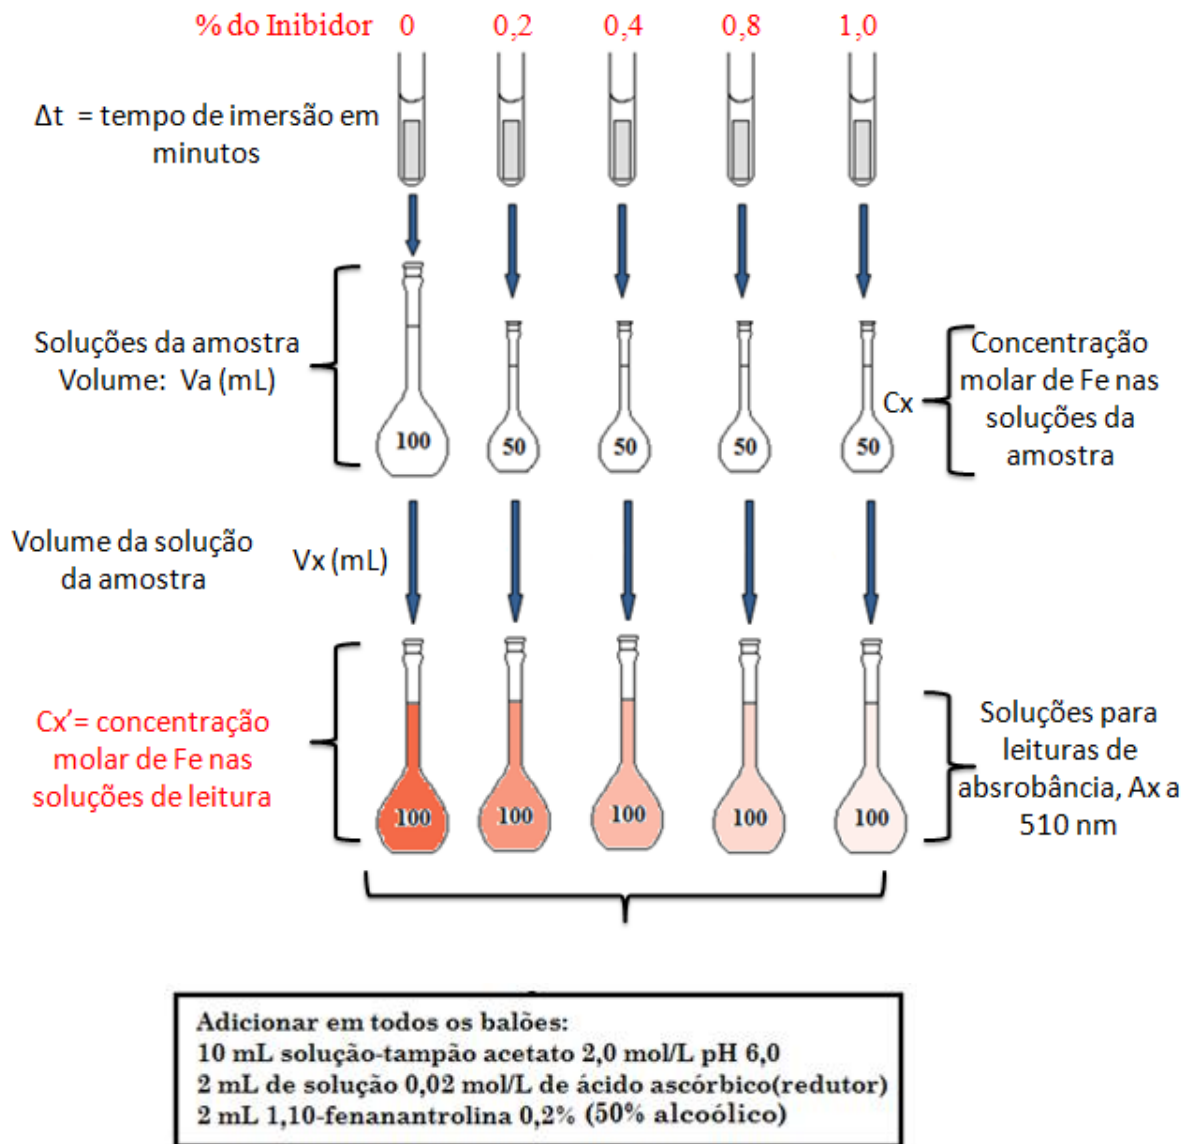 % do Inibidor 0 0,2 0,4 0,8 1,0
Δt = tempo de imersão em
minutos
Soluções da amostra
Volume: Va (mL)
100 50 50 50 50
Cx
Concentração
molar de Fe nas
soluções da
amostra
Volume da solução
da amostra
Vx (mL)
Cx’= concentração
molar de Fe nas
soluções de leitura
100 100 100 100 100
Soluções para
leituras de
absrobância, Ax a
510 nm
Adicionar em todos os balões:
10 mL solução-tampão acetato 2,0 mol/L pH 6,0
2 mL de solução 0,02 mol/L de ácido ascórbico(redutor)
2 mL 1,10-fenanantrolina 0,2% (50% alcoólico)